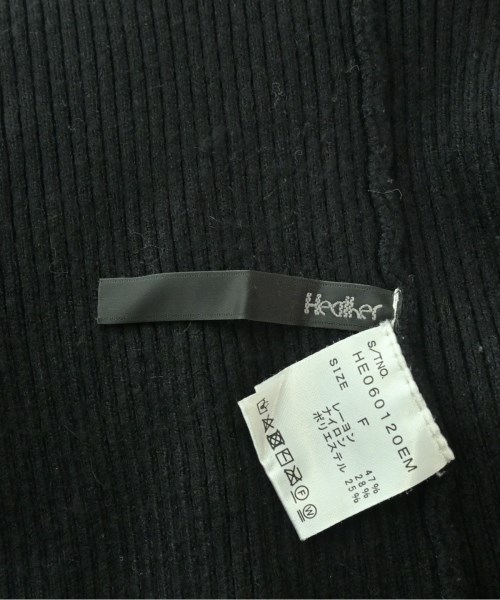 Heather
S/TNO.
HE060120EM
SIZE F
レーヨン 47%
ナイロン 28%
ポリエステル 25%
F
W